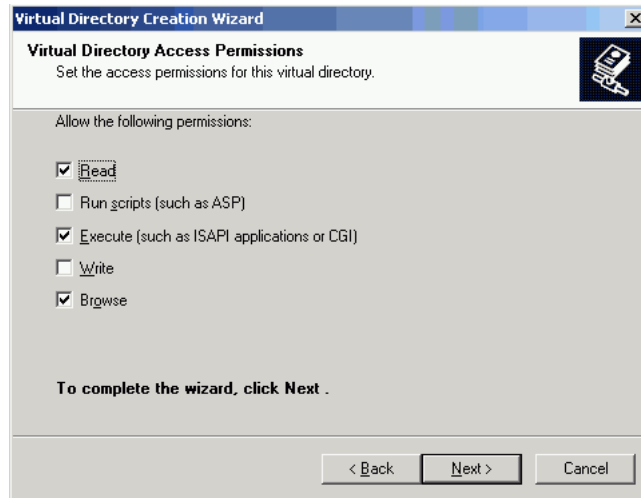 Virtual Directory Creation Wizard
Virtual Directory Access Permissions
Set the access permissions for this virtual directory.
Allow the following permissions:
Read
Run scripts (such as ASP)
Execute (such as ISAPI applications or CGI)
Write
Browse
To complete the wizard, click Next .
< Back Next > Cancel